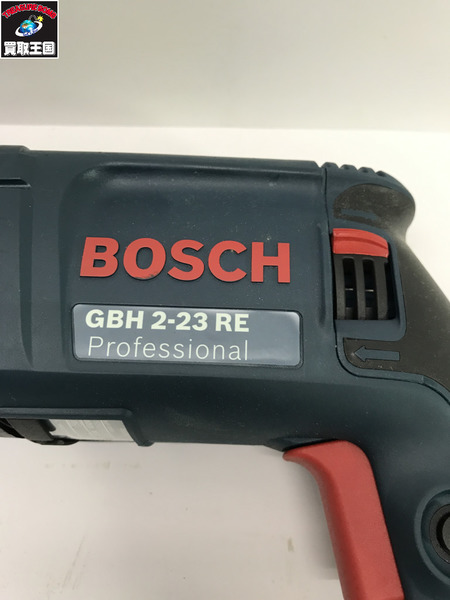 買取王国
BOSCH
GBH 2-23 RE
Professional